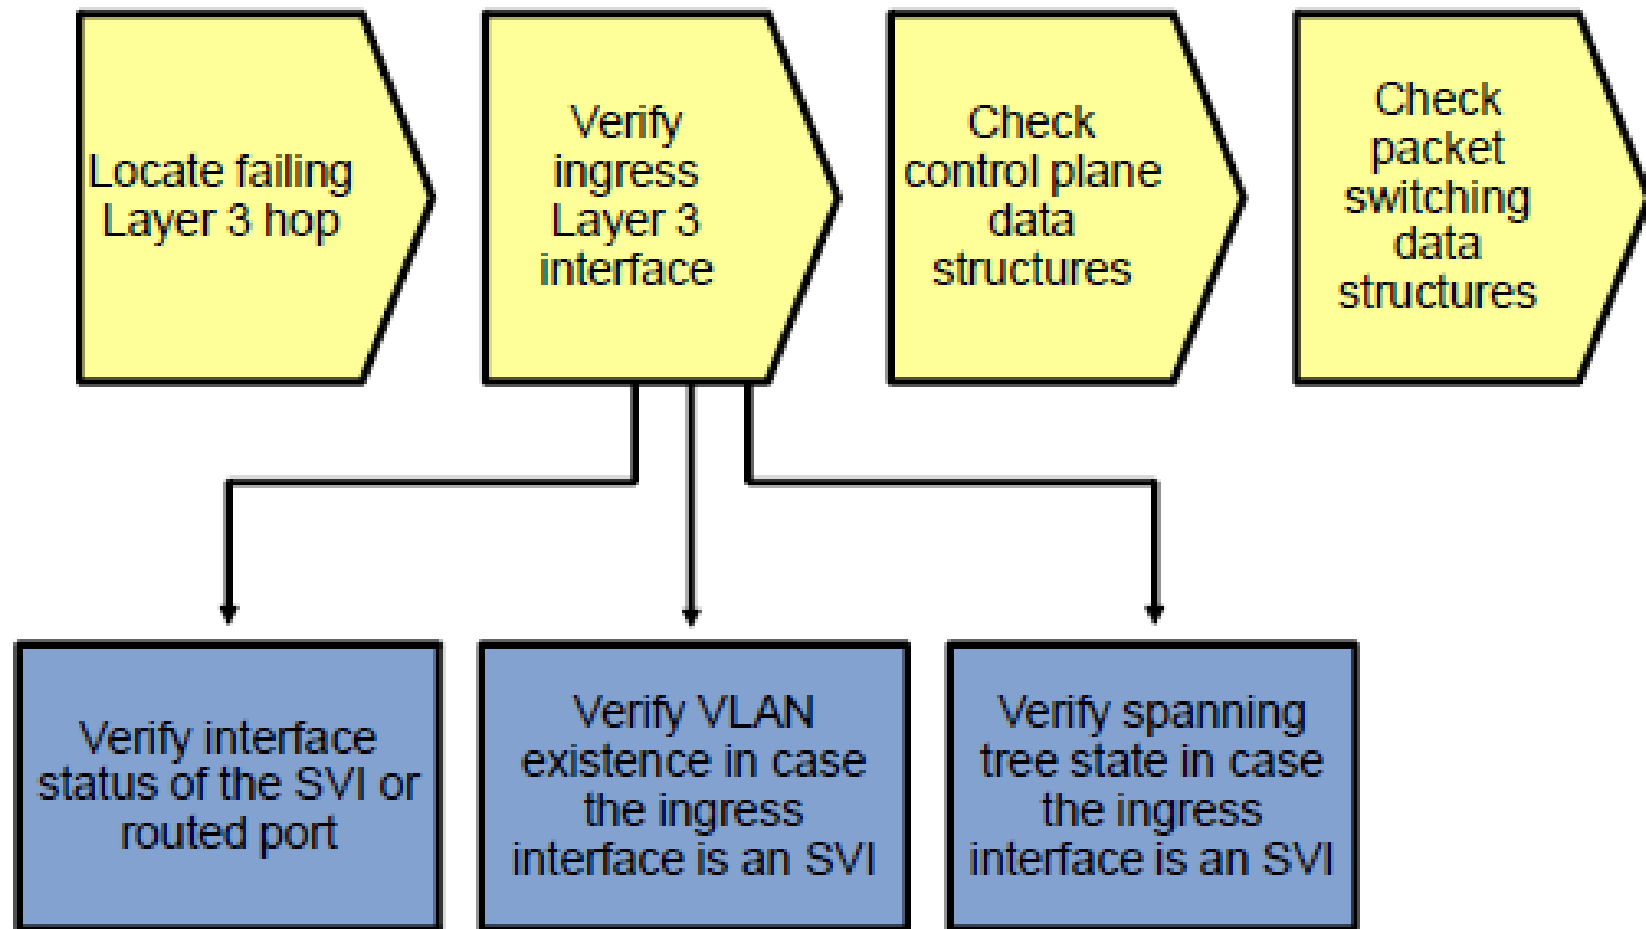 Locate failing
Layer 3 hop
Verify
ingress
Layer 3
interface
Check
control plane
data
structures
Check
packet
switching
data
structures
Verify interface
status of the SVI or
routed port
Verify VLAN
existence in case
the ingress
interface is an SVI
Verify spanning
tree state in case
the ingress
interface is an SVI